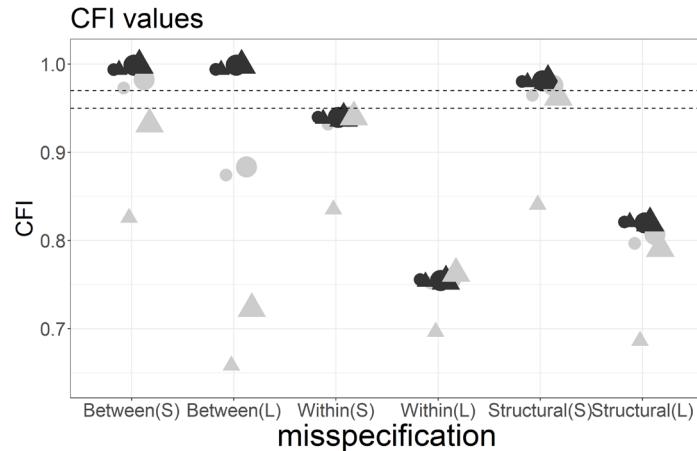 CFI values
1.0
0.9
0.8
0.7
CFI
Between(S) Between(L) Within(S) Within(L) Structural(S) Structural(L)
misspecification